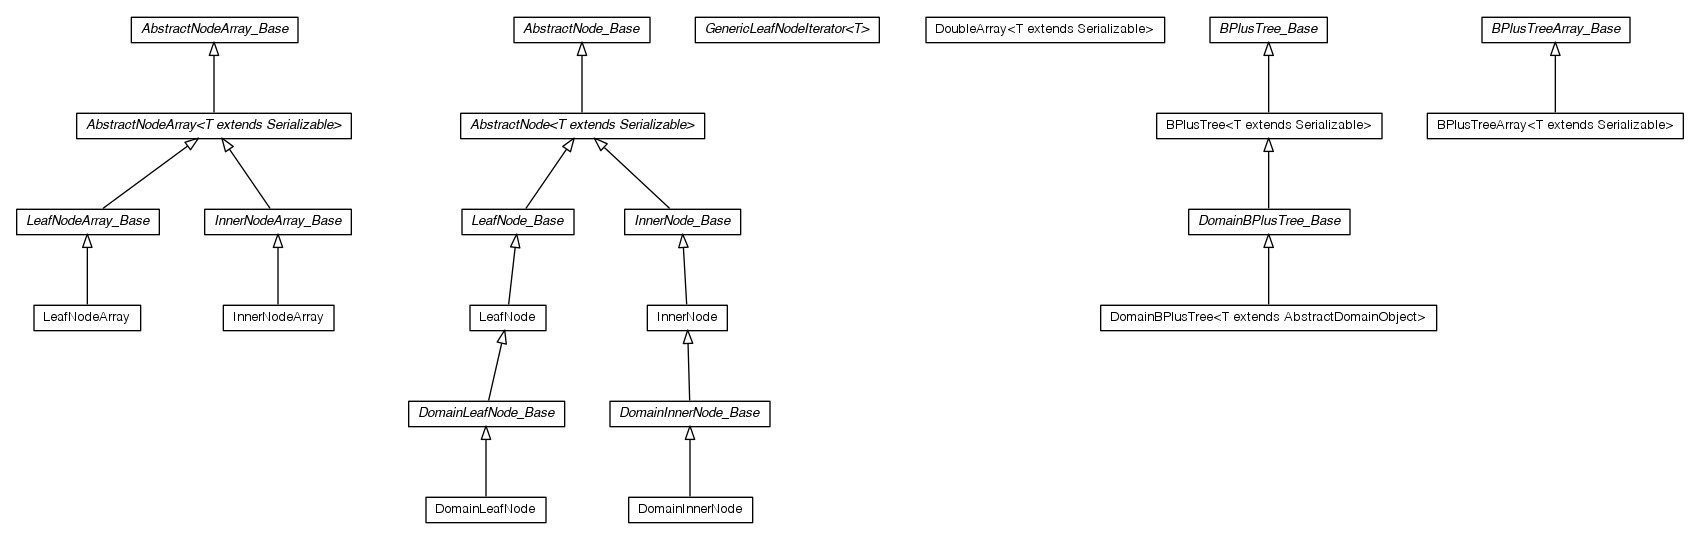 AbstractNodeArray_Base
AbstractNode_Base
GenericLeafNodeIterator<T>
DoubleArray<T extends Serializable>
BPlusTree_Base
BPlusTreeArray_Base
AbstractNodeArray<T extends Serializable>
AbstractNode<T extends Serializable>
BPlusTree<T extends Serializable>
BPlusTreeArray<T extends Serializable>
LeafNodeArray_Base
InnerNodeArray_Base
LeafNode_Base
InnerNode_Base
DomainBPlusTree_Base
LeafNodeArray
InnerNodeArray
LeafNode
InnerNode
DomainBPlusTree<T extends AbstractDomainObject>
DomainLeafNode_Base
DomainInnerNode_Base
DomainLeafNode
DomainInnerNode